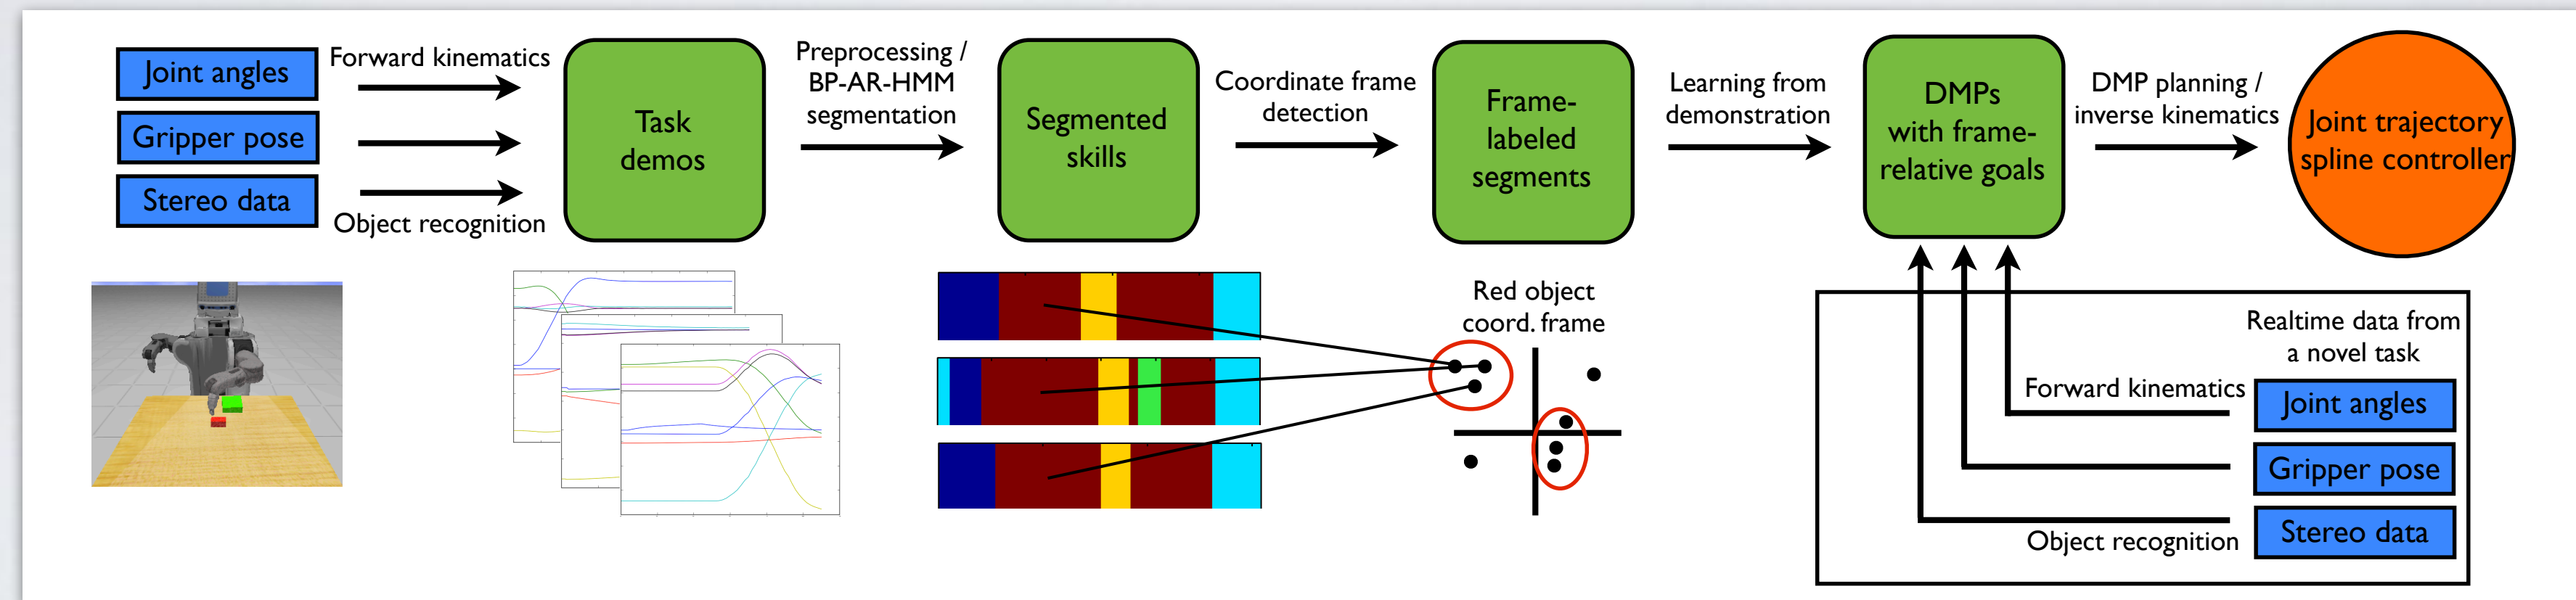 Joint angles
Gripper pose
Stereo data
Forward kinematics
Object recognition
Task
demos
Preprocessing /
BP-AR-HMM
segmentation
Segmented
skills
Coordinate frame
detection
Frame-
labeled
segments
Learning from
demonstration
DMPs
with frame-
relative goals
DMP planning /
inverse kinematics
Joint trajectory
spline controller
Red object
coord. frame
Realtime data from
a novel task
Forward kinematics
Joint angles
Gripper pose
Object recognition
Stereo data